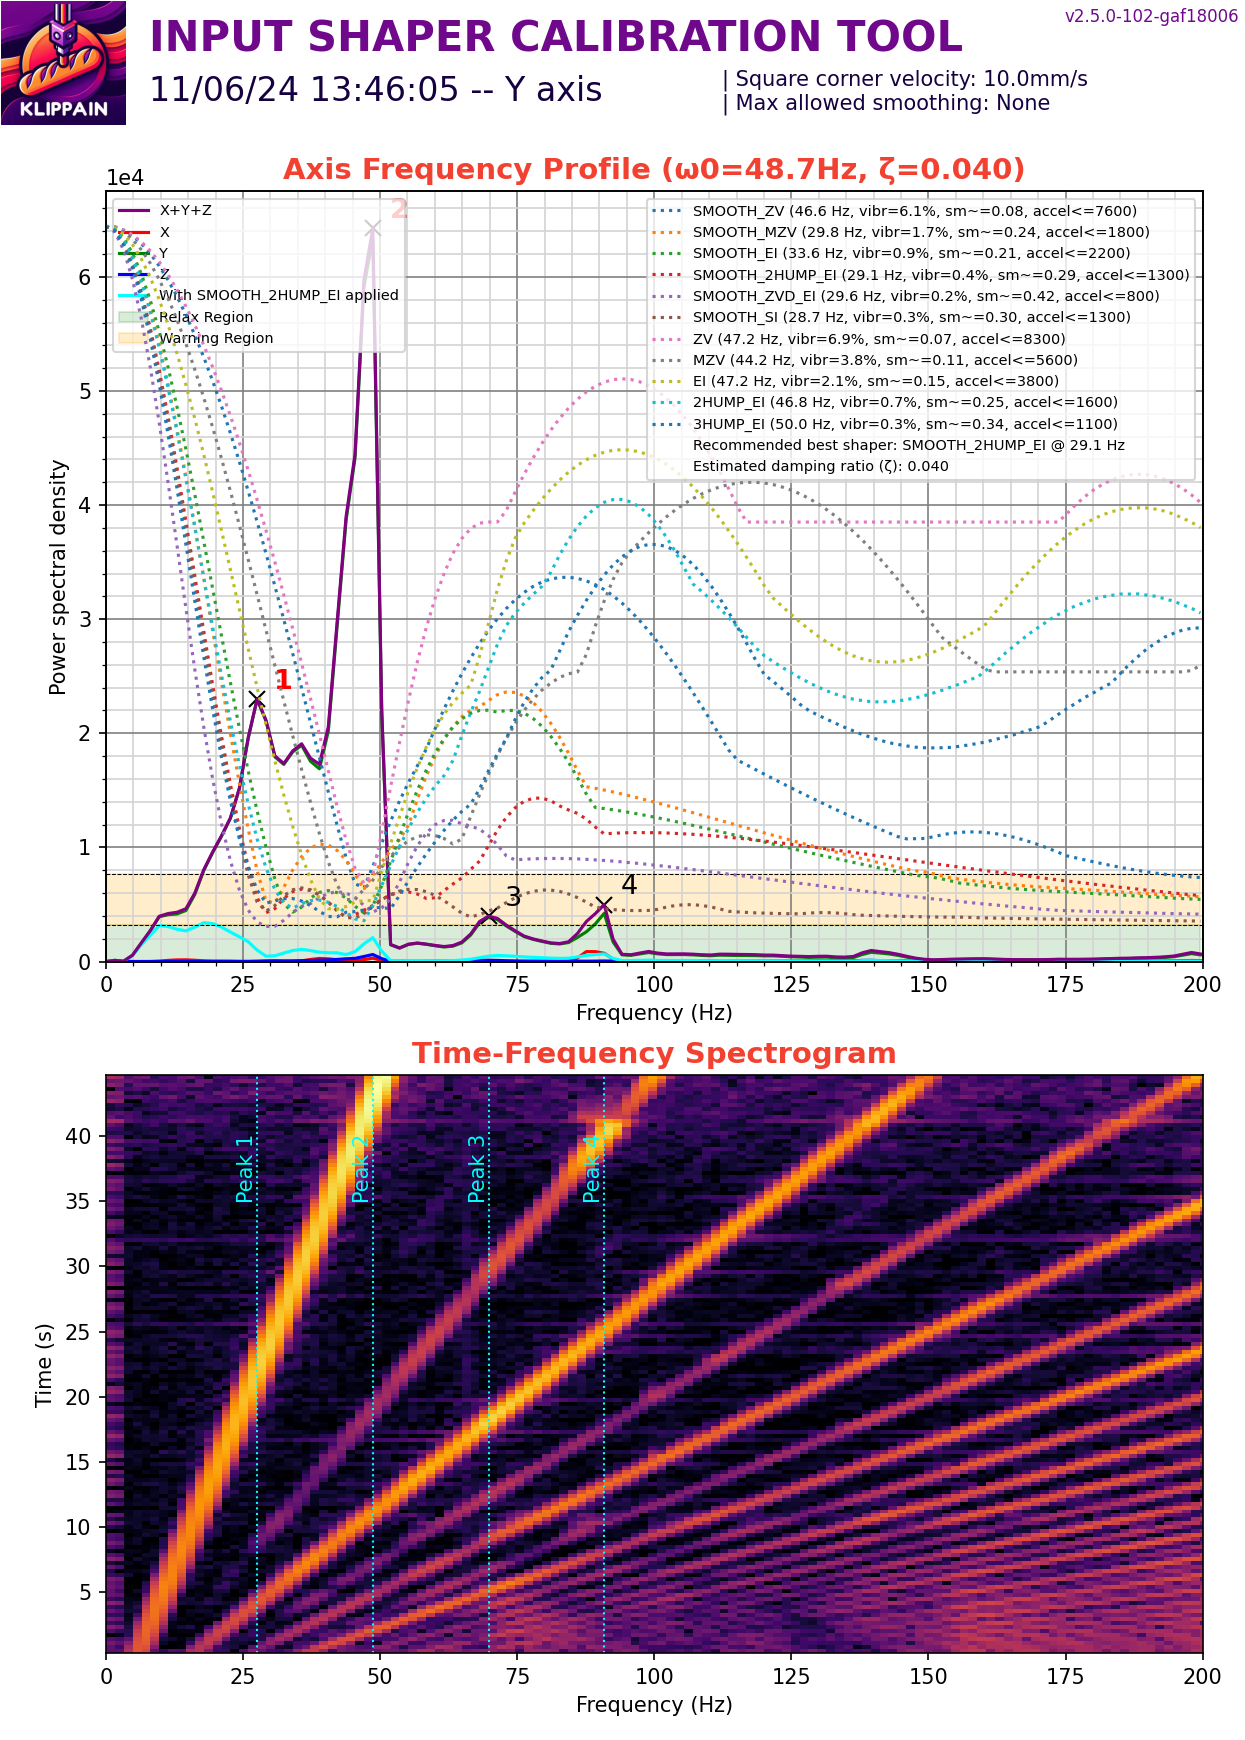 v2.5.0-102-gaf18006
INPUT SHAPER CALIBRATION TOOL
11/06/24 13:46:05 -- Y axis
| Square corner velocity: 10.0mm/s
| Max allowed smoothing: None
KLIPPAIN
Axis Frequency Profile (ω0=48.7Hz, ζ=0.040)
1e4
X+Y+Z
X
Y
Z
With SMOOTH_2HUMP_EI applied
Relax Region
Warning Region
SMOOTH_ZV (46.6 Hz, vibr=6.1%, sm~=0.08, accel<=7600)
SMOOTH_MZV (29.8 Hz, vibr=1.7%, sm~=0.24, accel<=1800)
SMOOTH_EI (33.6 Hz, vibr=0.9%, sm~=0.21, accel<=2200)
SMOOTH_2HUMP_EI (29.1 Hz, vibr=0.4%, sm~=0.29, accel<=1300)
SMOOTH_ZVD_EI (29.6 Hz, vibr=0.2%, sm~=0.42, accel<=800)
SMOOTH_SI (28.7 Hz, vibr=0.3%, sm~=0.30, accel<=1300)
ZV (47.2 Hz, vibr=6.9%, sm~=0.07, accel<=8300)
MZV (44.2 Hz, vibr=3.8%, sm~=0.11, accel<=5600)
EI (47.2 Hz, vibr=2.1%, sm~=0.15, accel<=3800)
2HUMP_EI (46.8 Hz, vibr=0.7%, sm~=0.25, accel<=1600)
3HUMP_EI (50.0 Hz, vibr=0.3%, sm~=0.34, accel<=1100)
Recommended best shaper: SMOOTH_2HUMP_EI @ 29.1 Hz
Estimated damping ratio (ζ): 0.040
2
1
3
4
Power spectral density
6
5
4
3
2
1
0
0 25 50 75 100 125 150 175 200
Frequency (Hz)
Time-Frequency Spectrogram
Peak 1
Peak 2
Peak 3
Peak 4
Time (s)
40
35
30
25
20
15
10
5
0 25 50 75 100 125 150 175 200
Frequency (Hz)